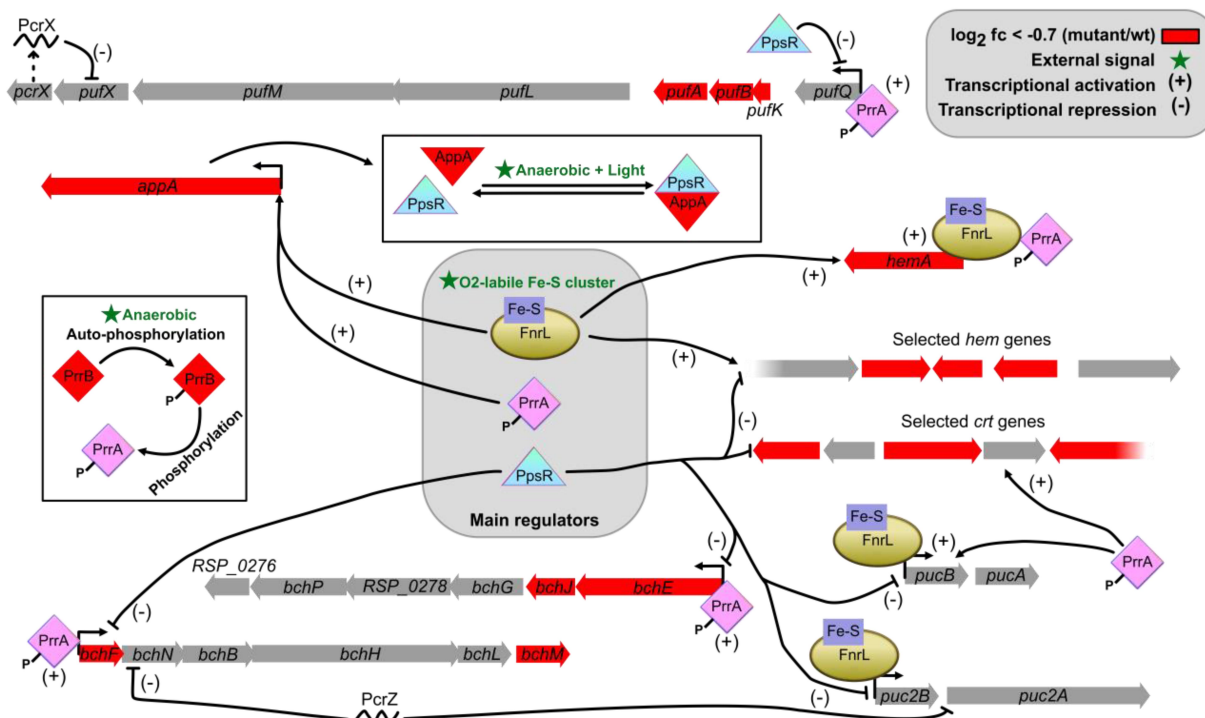 PcrX
(-)
pcrX
pufX
pufM
pufL
pufA
pufB
pufK
PpsR
(-)
pufQ
(+)
PrrA
P
log2 fc < -0.7 (mutant/wt)
External signal
Transcriptional activation (+)
Transcriptional repression (-)
appA
AppA
PpsR
Anaerobic + Light
PpsR
AppA
Fe-S
FnrL
PrrA
P
(+)
hemA
(+)
O2-labile Fe-S cluster
Fe-S
FnrL
PrrA
P
PpsR
Main regulators
(+)
(+)
(+)
(-)
Anaerobic
Auto-phosphorylation
PrrB
PrrB
P
PrrA
P
Phosphorylation
Selected hem genes
Selected crt genes
(+)
Fe-S
FnrL
(+)
pucB
pucA
(-)
PrrA
P
RSP_0276
bchP
RSP_0278
bchG
bchJ
bchE
(-)
PrrA
P
(+)
(-)
PrrA
P
(+)
bchF
bchN
bchB
bchH
bchL
bchM
(-)
PcrZ
Fe-S
FnrL
(-)
puc2B
puc2A